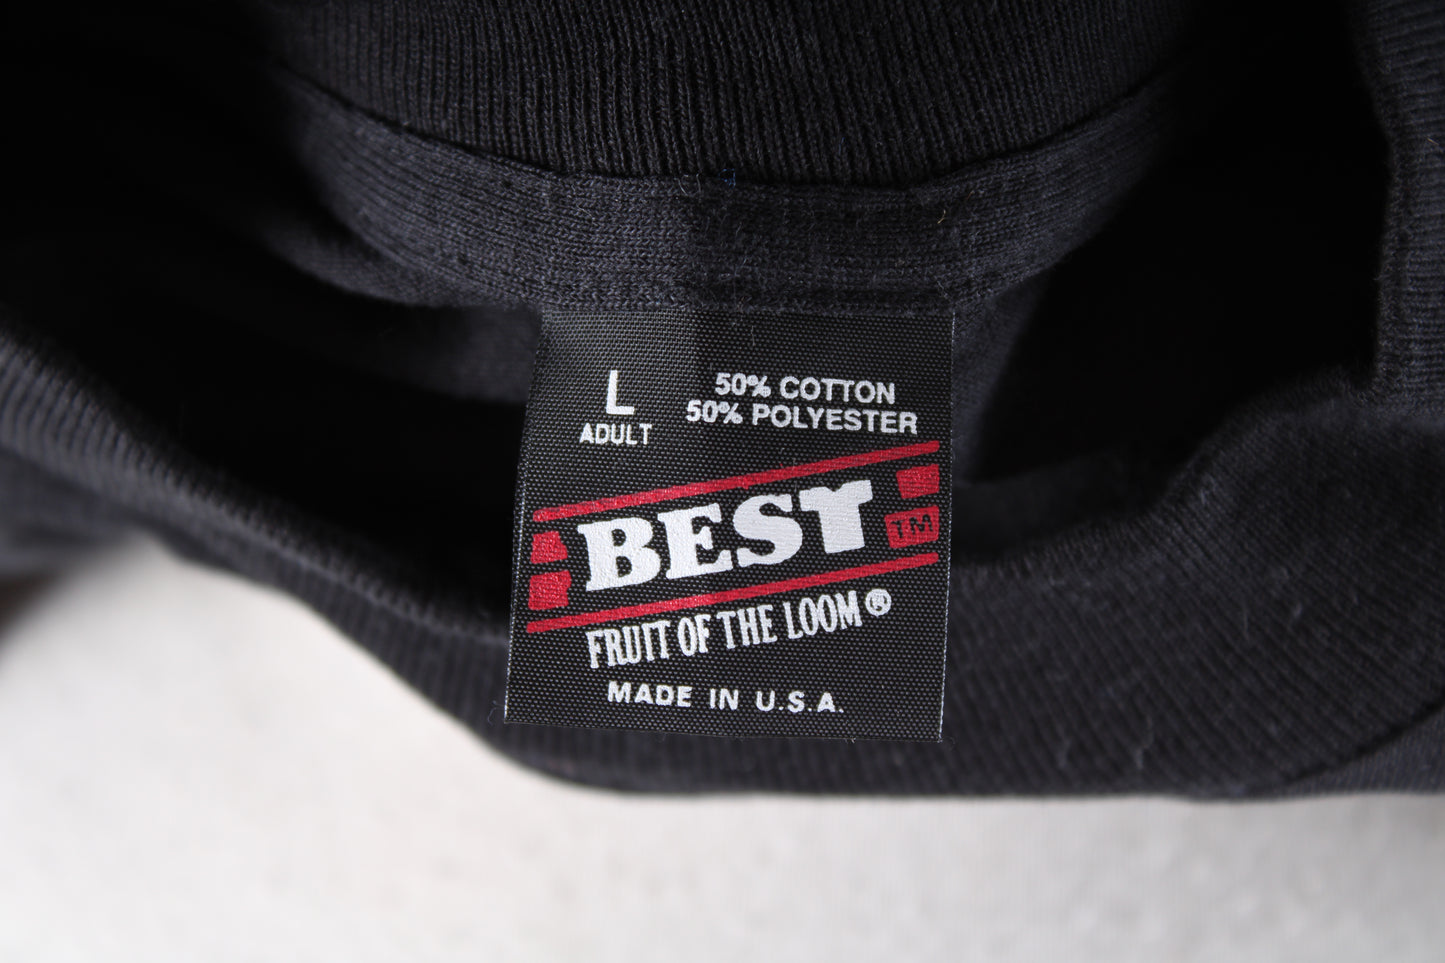 L
ADULT
50% COTTON
50% POLYESTER
BEST TM
FRUIT OF THE LOOM®
MADE IN U.S.A.